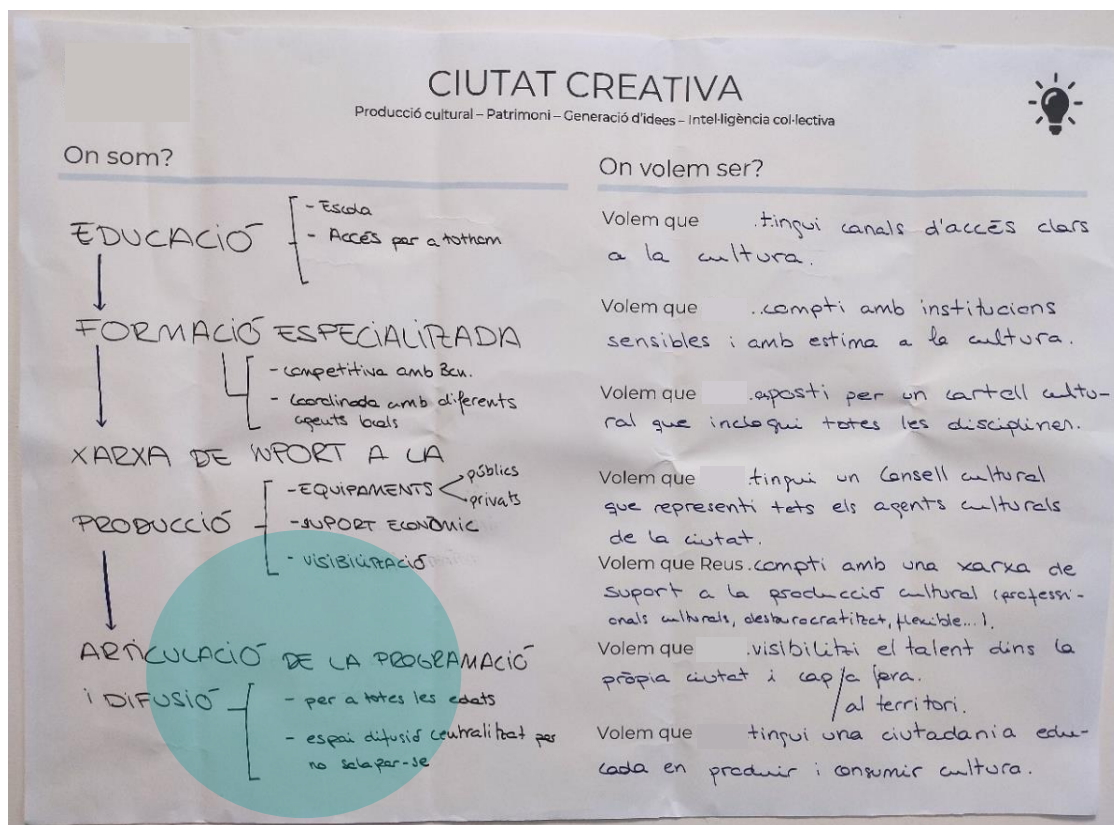 CIUTAT CREATIVA
Producció cultural – Patrimoni – Generació d'idees – Intel·ligència col·lectiva
On som?
EDUCACIÓ
- Escola
- Accés per a tothom
FORMACIÓ ESPECIALITZADA
- competitiva amb Bcn.
- Coordinada amb diferents
agents locals
XARXA DE SUPORT A LA
PRODUCCIÓ
- EQUIPAMENTS
públics
privats
- SUPORT ECONÒMIC
- VISIBILITZACIÓ
ARTICULACIÓ DE LA PROGRAMACIÓ
i DIFUSIÓ
- per a totes les edats
- espai difusió centralitzat per
no solapar-se
On volem ser?
Volem que tingui canals d'accés clars
a la cultura.
Volem que compti amb institucions
sensibles i amb estima a la cultura.
Volem que aposti per un cartell cultu-
ral que inclogui totes les disciplines.
Volem que tingui un Consell cultural
que representi tots els agents culturals
de la ciutat.
Volem que Reus compti amb una xarxa de
suport a la producció cultural (professi-
onals culturals, desburocratitzat, flexible...).
Volem que visibilitzi el talent dins la
pròpia ciutat i cap a fora.
/ al territori.
Volem que tingui una ciutadania edu-
cada en produir i consumir cultura.